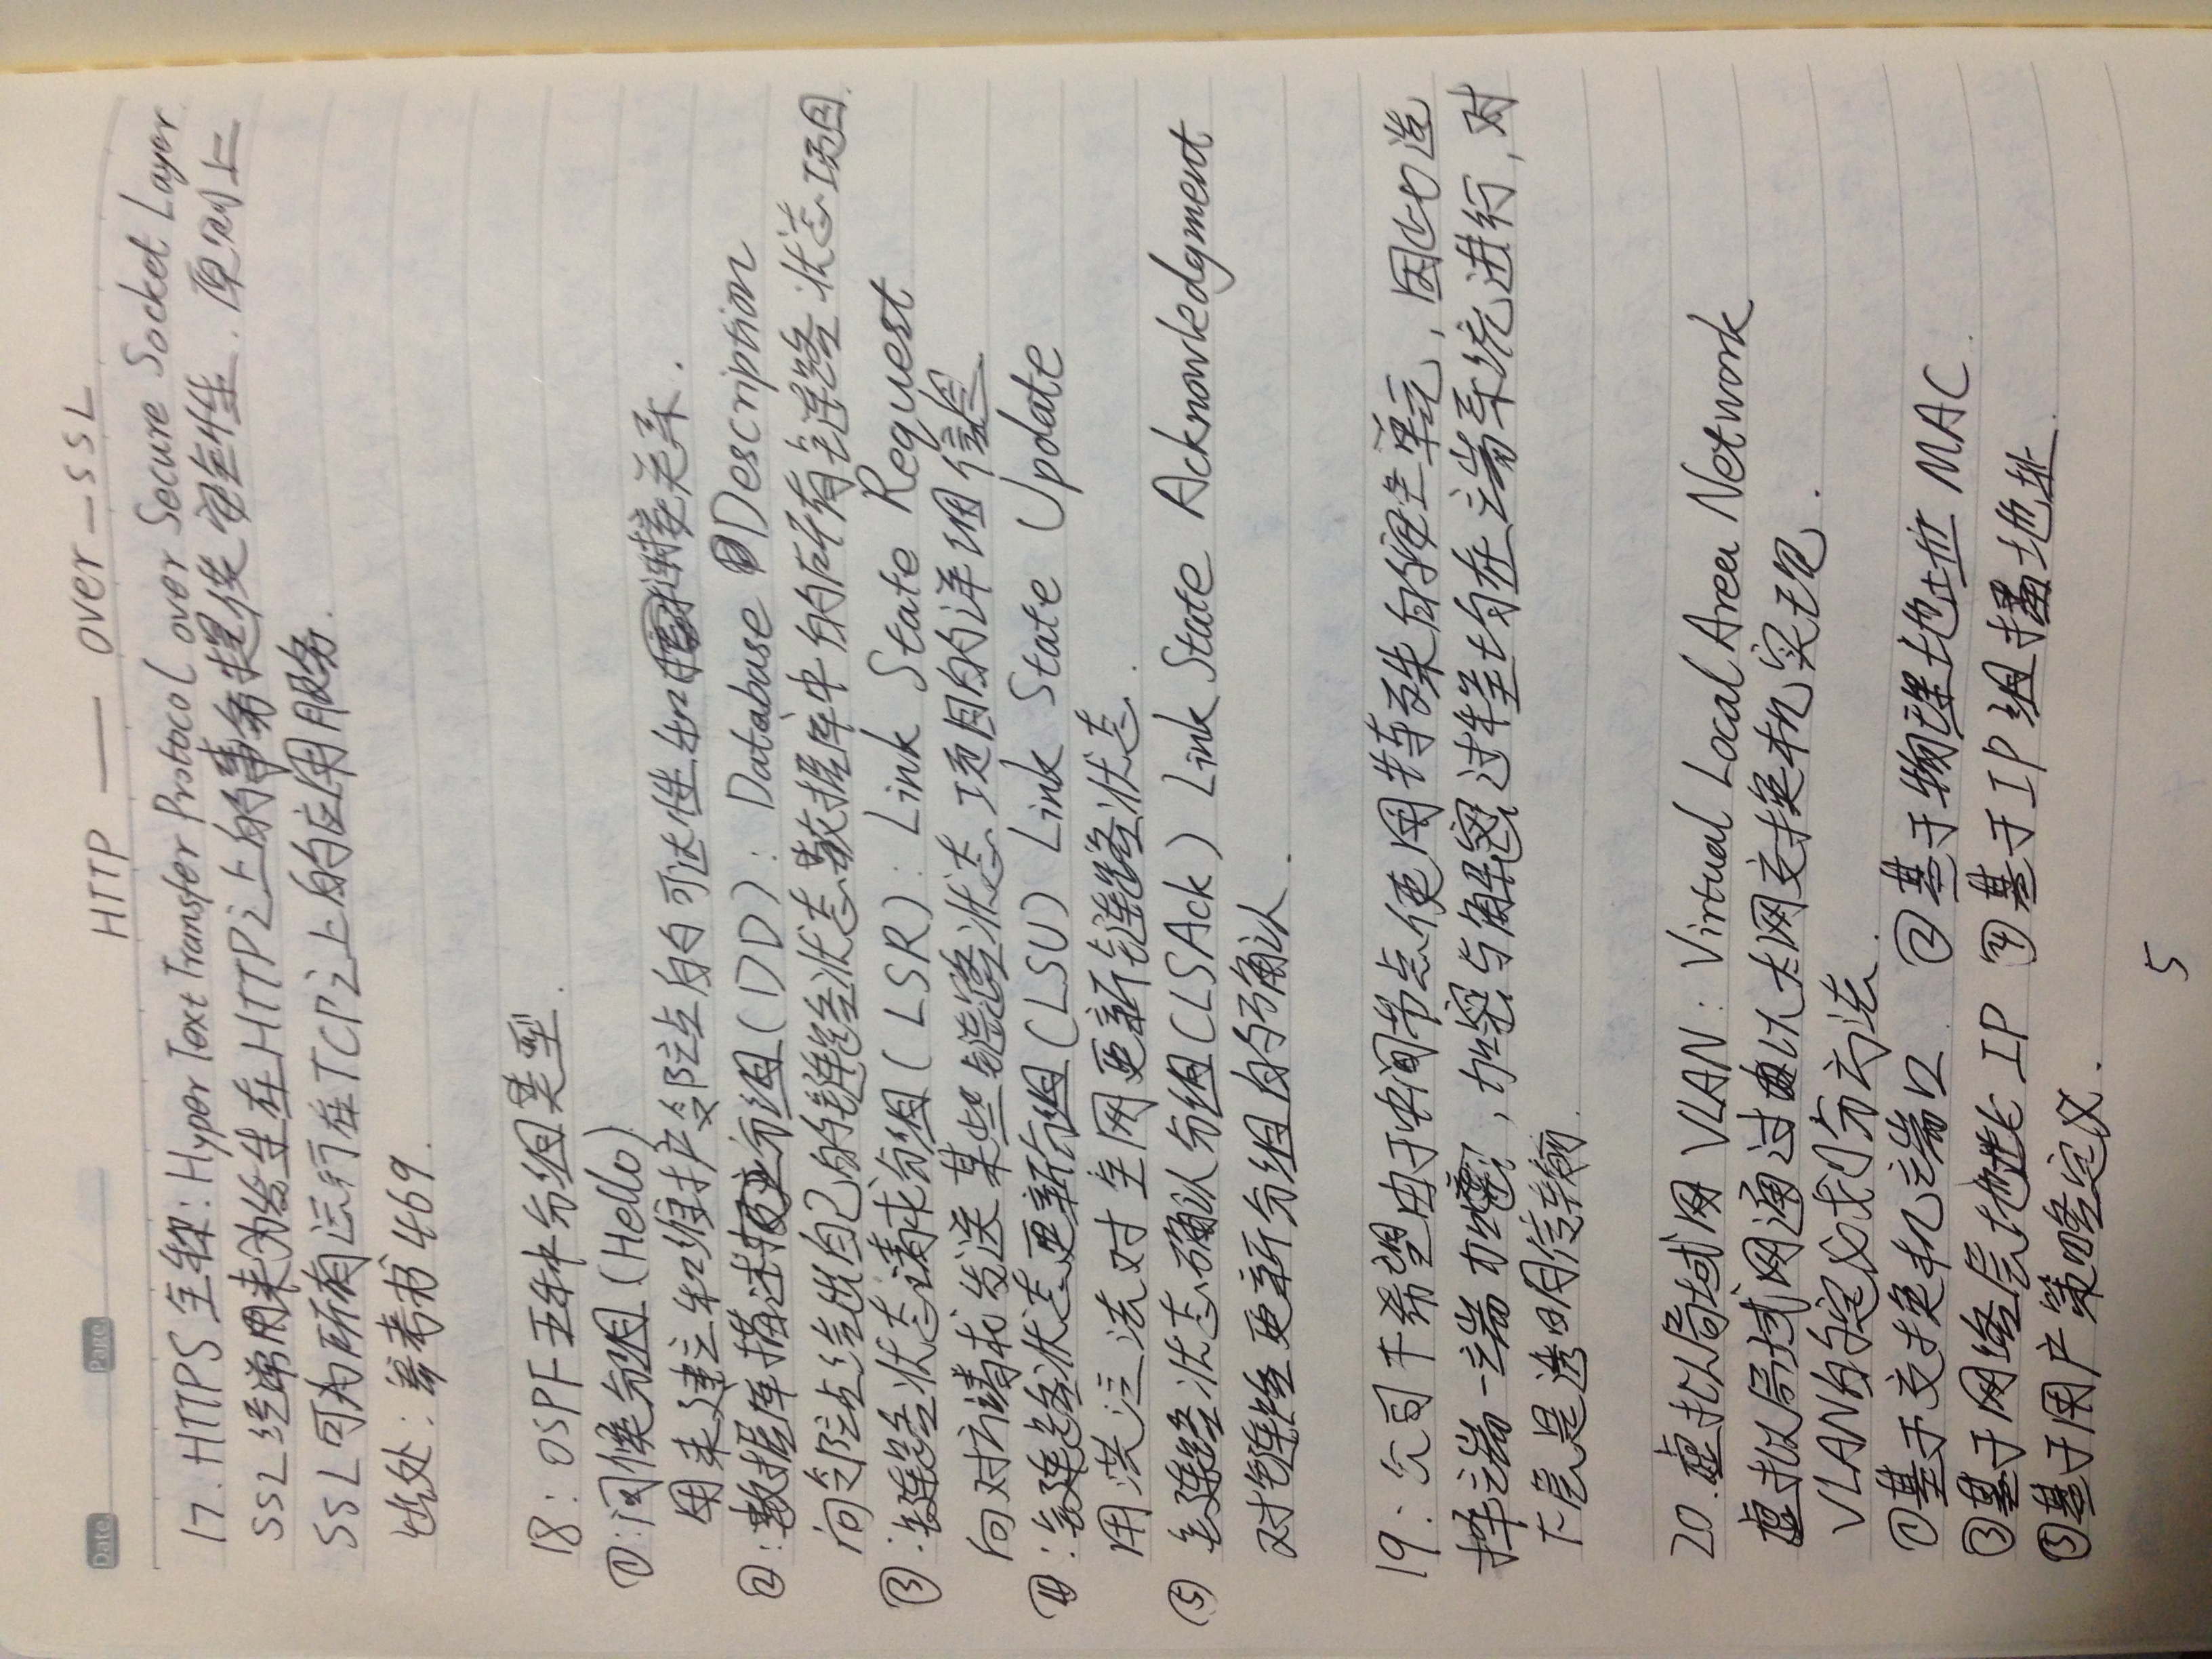 Date. Page.
HTTP — over - SSL
17. HTTPS 全称: Hyper Text Transfer Protocol over Secure Socket Layer
SSL 经常用来为发生在HTTP之上的事务提供安全性. 原则上
SSL可为所有运行在TCP之上的应用服务.
出处: 参考书469.
18: OSPF五种分组类型.
①:问候分组(Hello)
用来建立和维护邻站的可达性和连接关系.
②:数据库描述分组(DD): Database Description
向邻站给出自己的链路状态数据库中的所有链路状态项目.
③:链路状态请求分组(LSR): Link State Request
向对方请求发送某些链路状态项目的详细信息
④:链路状态更新分组(LSU) Link State Update
用洪泛法对全网更新链路状态.
⑤ 链路状态确认分组(LSAck) Link State Acknowledgment
对链路更新分组的确认.
19: 公司不希望由于中间节点使用特殊的安全单元, 因此选
择端-端加密, 加密与解密过程均在端系统进行, 对
下层是透明传输.
20.虚拟局域网 VLAN: Virtual Local Area Network
虚拟局域网通过以太网交换机实现.
VLAN的定义划分方法.
①基于交换机端口. ②基于物理地址 MAC.
③基于网络层地址 IP ④基于IP组播地址.
⑤基于用户策略定义.
5